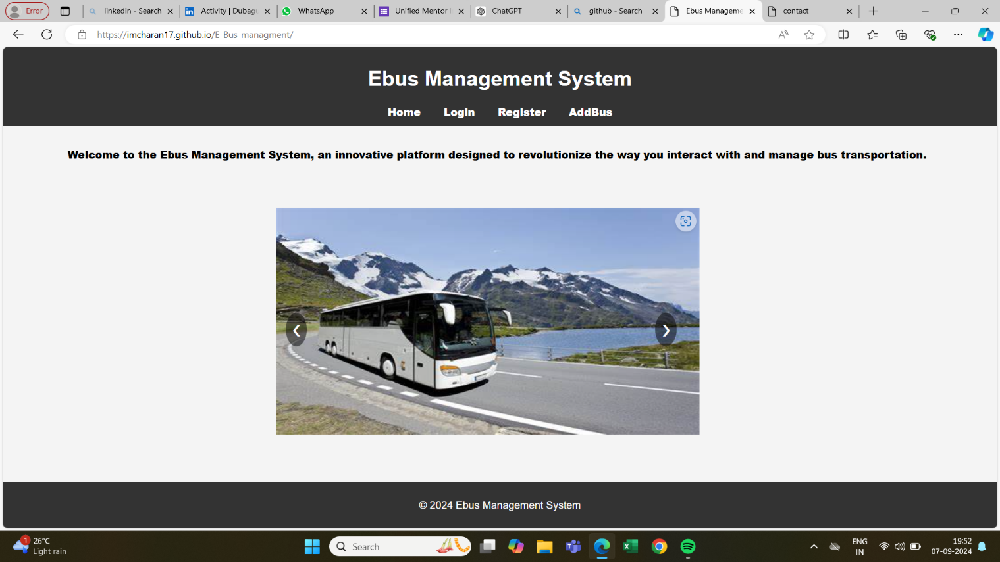 Error
linkedin - Search
Activity | Dubagu
WhatsApp
Unified Mentor
ChatGPT
github - Search
Ebus Manageme
contact
https://imcharan17.github.io/E-Bus-managment/
Ebus Management System
Home Login Register AddBus
Welcome to the Ebus Management System, an innovative platform designed to revolutionize the way you interact with and manage bus transportation.
© 2024 Ebus Management System
1
26°C
Light rain
Search
ENG
IN
19:52
07-09-2024